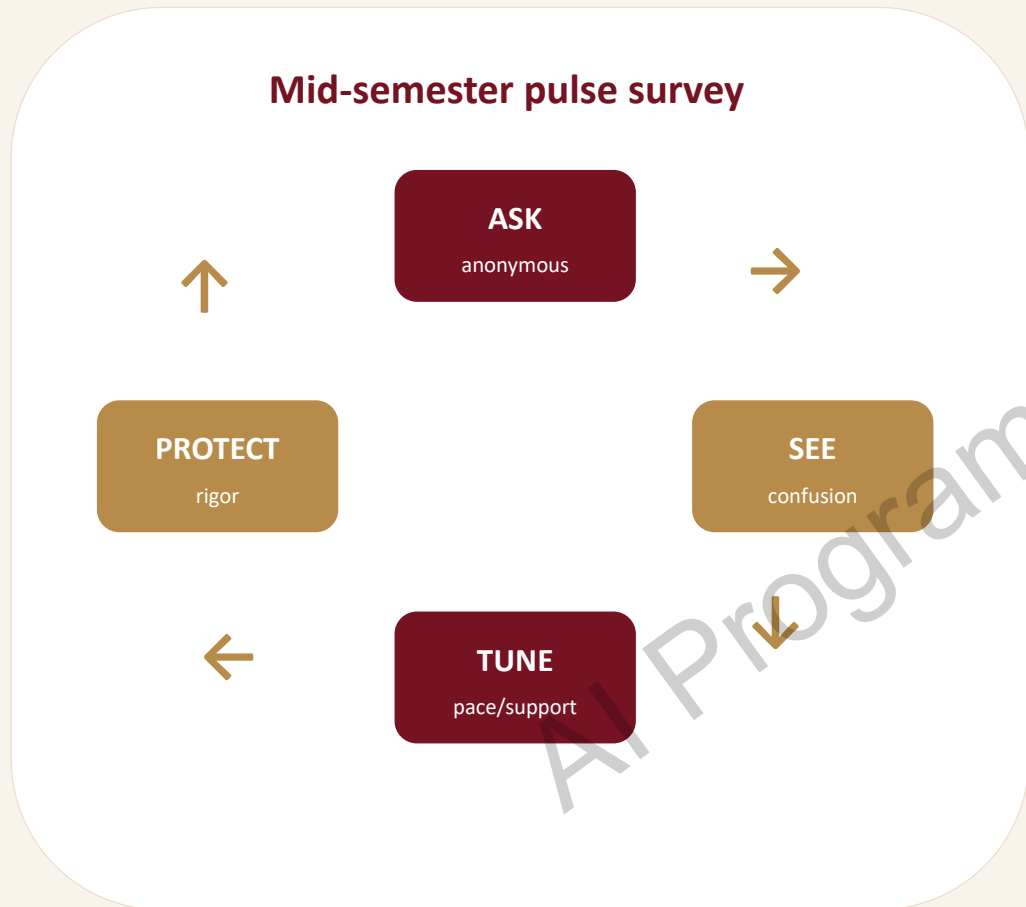 Mid-semester pulse survey
ASK
anonymous
PROTECT
rigor
SEE
confusion
TUNE
pace/support
AI Program